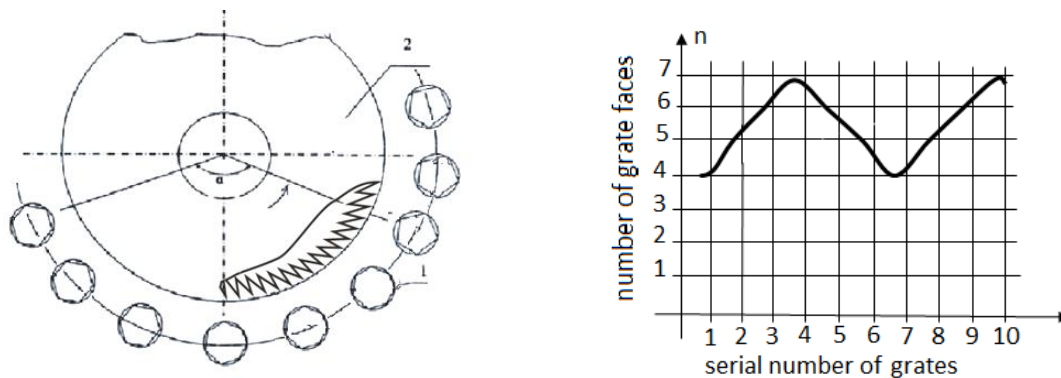 2
α
1
n
number of grate faces
7
6
5
4
3
2
1
1 2 3 4 5 6 7 8 9 10
serial number of grates